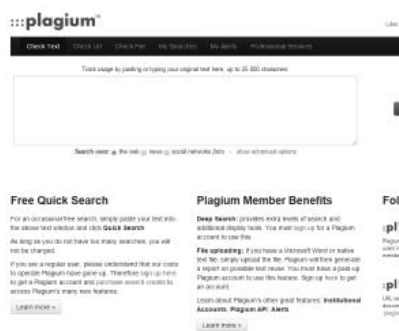 :::plagium™
Like
Check Text Check Url Check File My Searches My Alerts Professional Services
Track usage by pasting or typing your original text here, up to 25,000 characters
Search over: the web news social networks beta - show advanced options
Free Quick Search
For an occasional free search, simply paste your text into
the above text window and click Quick Search.
As long as you do not have too many searches, you will
not be charged.
If you are a regular user, please understand that our costs
to operate Plagium have gone up. Therefore sign up here
to get a Plagium account and purchase search credits to
access Plagium's many new features.
Learn more »
Plagium Member Benefits
Deep Search: provides extra levels of search and
additional display tools. You must sign up for a Plagium
account to use this.
File uploading: if you have a Microsoft Word or native
text file, simply upload the file. Plagium will then generate
a report on possible text reuse. You must have a paid-up
Plagium account to use this feature. Sign up here to get
an account.
Learn about Plagium's other great features: Institutional
Accounts, Plagium API, Alerts.
Learn more »
Fol